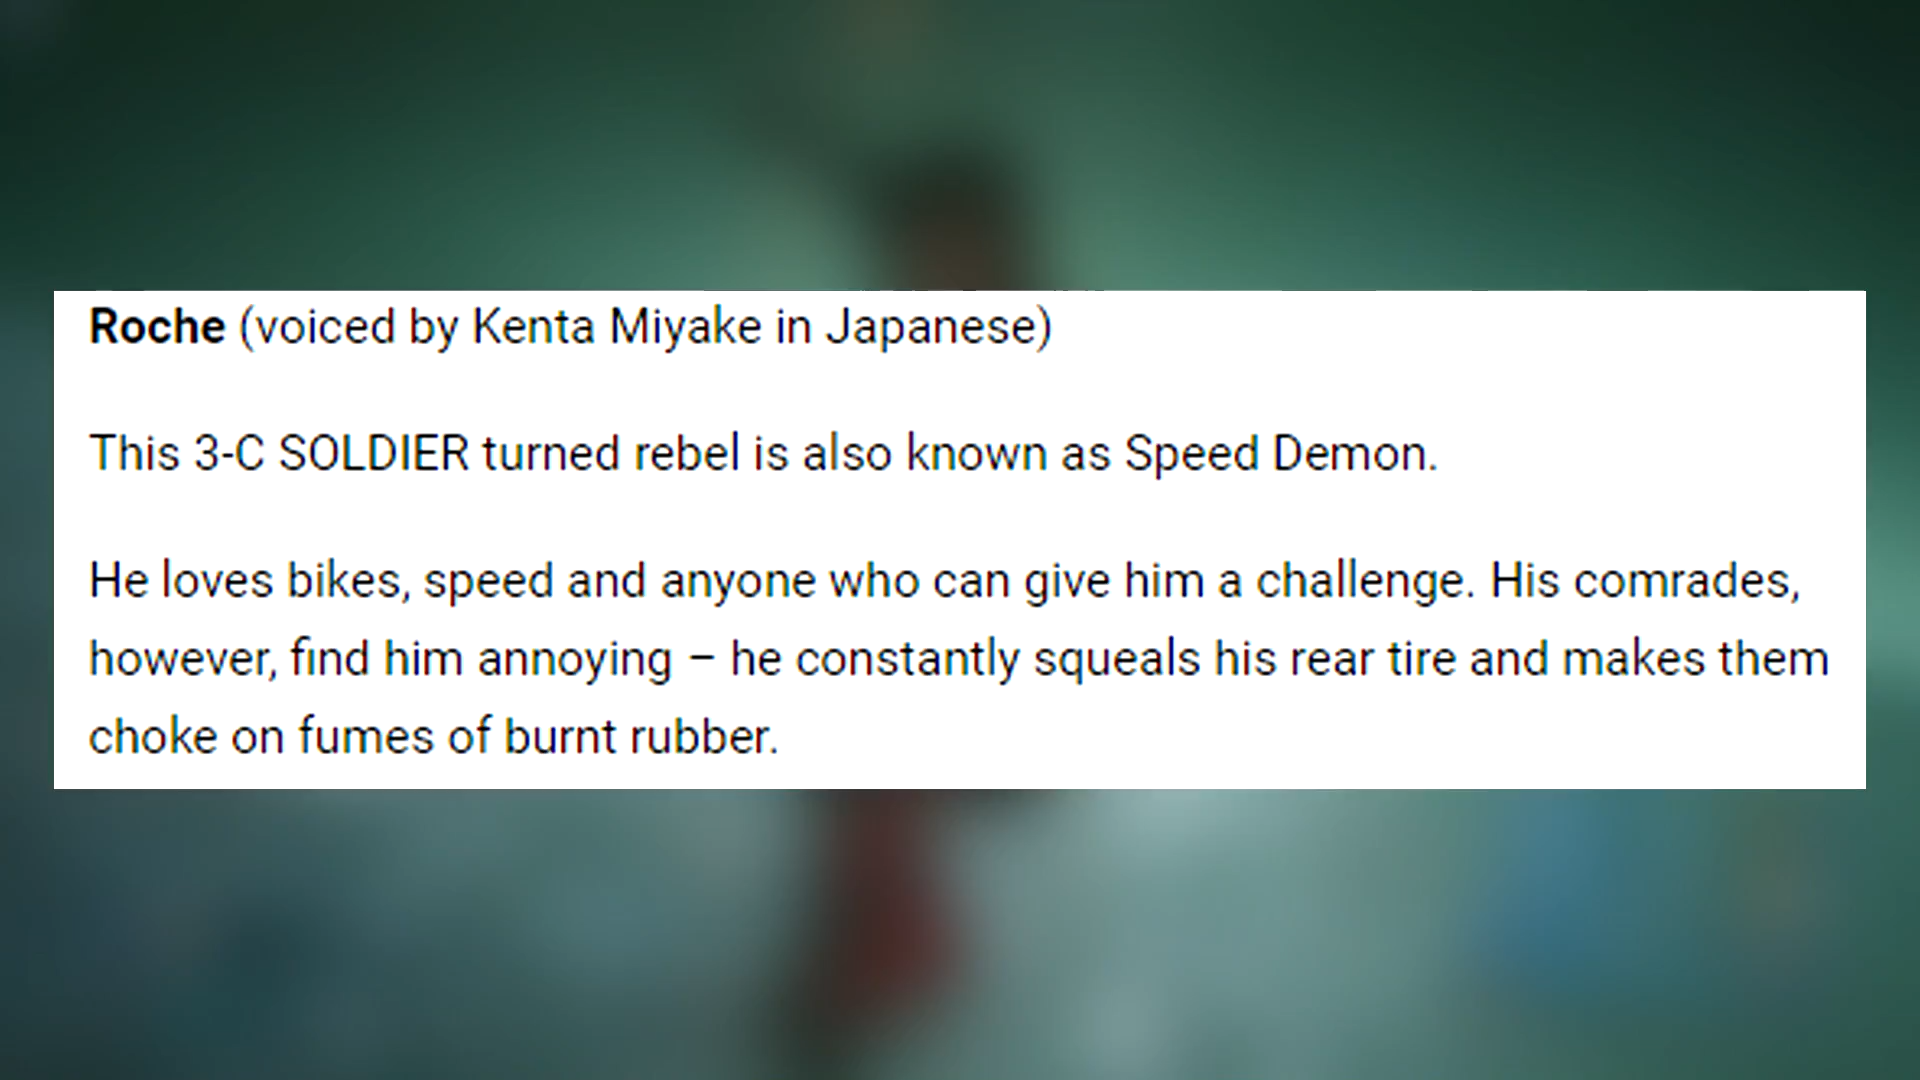 Roche (voiced by Kenta Miyake in Japanese)
This 3-C SOLDIER turned rebel is also known as Speed Demon.
He loves bikes, speed and anyone who can give him a challenge. His comrades,
however, find him annoying – he constantly squeals his rear tire and makes them
choke on fumes of burnt rubber.